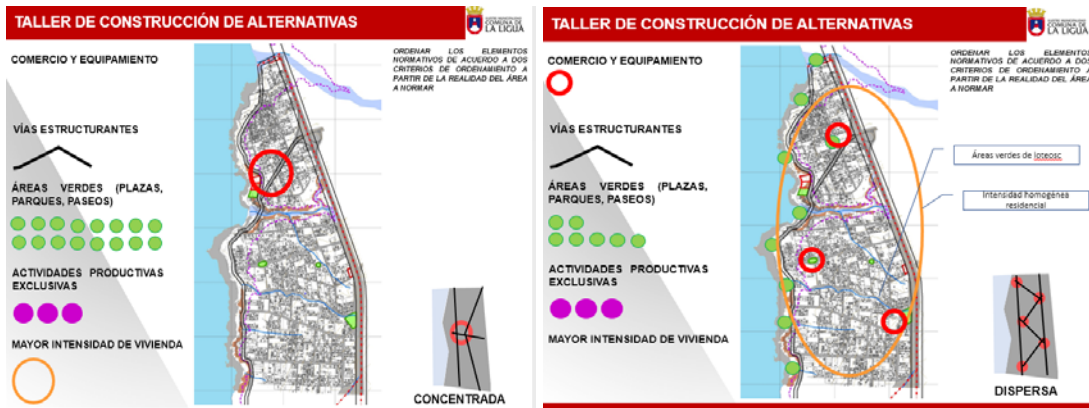 TALLER DE CONSTRUCCIÓN DE ALTERNATIVAS
COMUNA DE
LA LIGUA
COMERCIO Y EQUIPAMIENTO
ORDENAR LOS ELEMENTOS
NORMATIVOS DE ACUERDO A DOS
CRITERIOS DE ORDENAMIENTO A
PARTIR DE LA REALIDAD DEL ÁREA
A NORMAR
VÍAS ESTRUCTURANTES
ÁREAS VERDES (PLAZAS,
PARQUES, PASEOS)
ACTIVIDADES PRODUCTIVAS
EXCLUSIVAS
MAYOR INTENSIDAD DE VIVIENDA
CONCENTRADA
TALLER DE CONSTRUCCIÓN DE ALTERNATIVAS
COMUNA DE
LA LIGUA
COMERCIO Y EQUIPAMIENTO
ORDENAR LOS ELEMENTOS
NORMATIVOS DE ACUERDO A DOS
CRITERIOS DE ORDENAMIENTO A
PARTIR DE LA REALIDAD DEL ÁREA
A NORMAR
VÍAS ESTRUCTURANTES
Áreas verdes de loteosc
ÁREAS VERDES (PLAZAS,
PARQUES, PASEOS)
Intensidad homogénea
residencial
ACTIVIDADES PRODUCTIVAS
EXCLUSIVAS
MAYOR INTENSIDAD DE VIVIENDA
DISPERSA